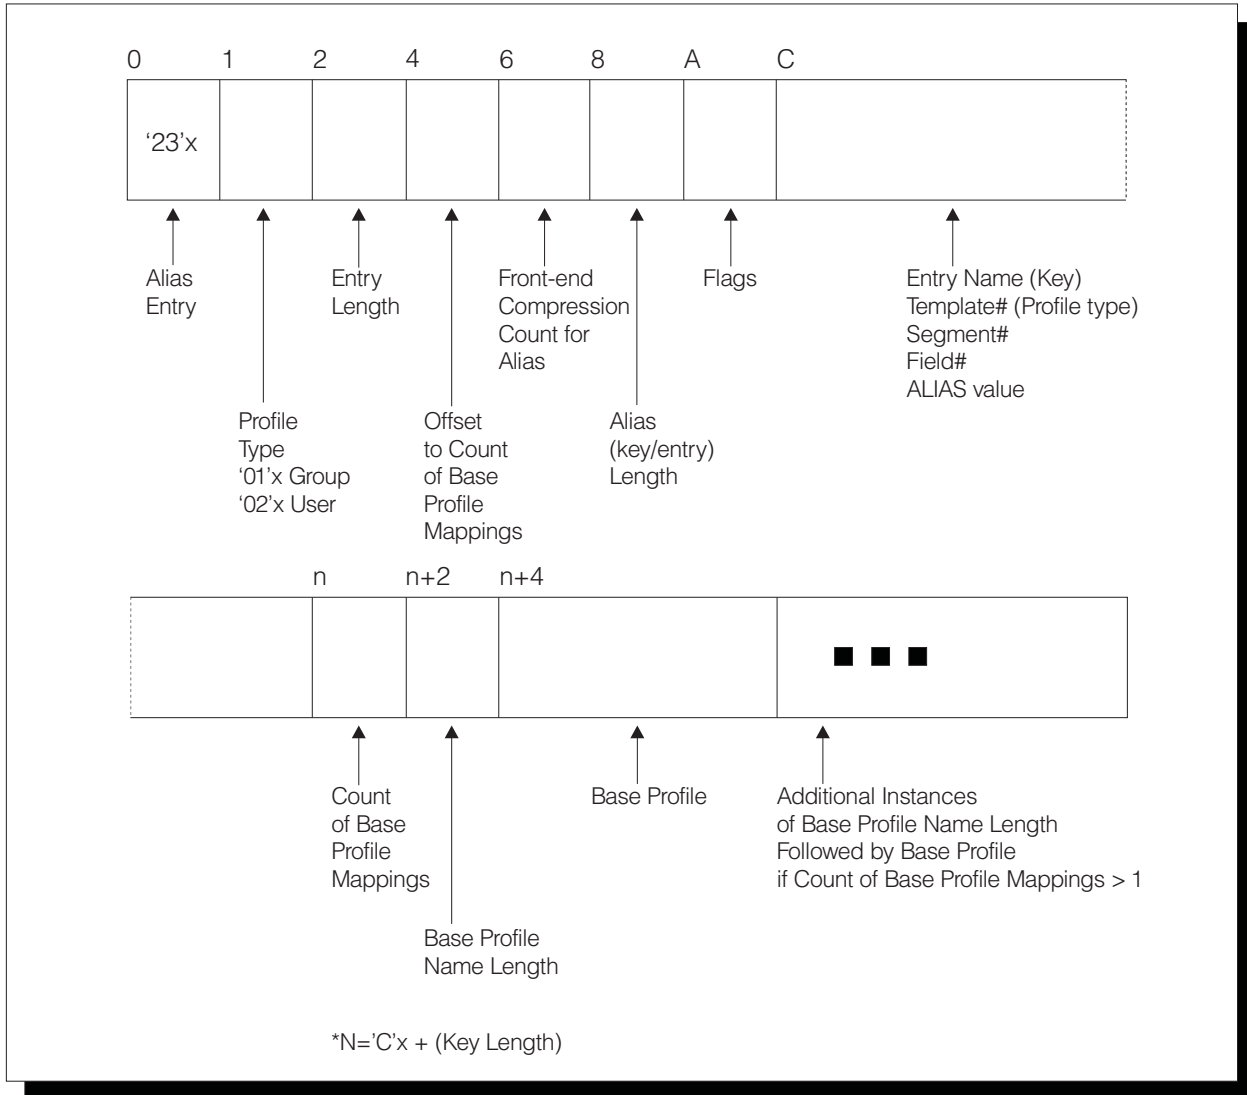 0 1 2 4 6 8 A C
‘23’x
Alias
Entry
Entry
Length
Front-end
Compression
Count for
Alias
Flags
Entry Name (Key)
Template# (Profile type)
Segment#
Field#
ALIAS value
Profile
Type
‘01’x Group
‘02’x User
Offset
to Count
of Base
Profile
Mappings
Alias
(key/entry)
Length
n n+2 n+4
Count
of Base
Profile
Mappings
Base Profile
Additional Instances
of Base Profile Name Length
Followed by Base Profile
if Count of Base Profile Mappings > 1
Base Profile
Name Length
*N=’C’x + (Key Length)